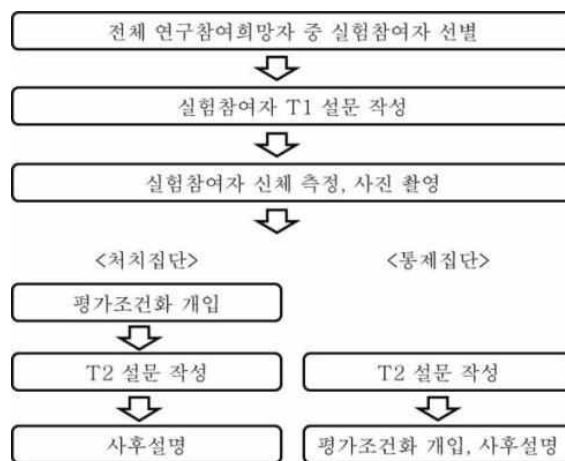 전체 연구참여희망자 중 실험참여자 선별
실험참여자 T1 설문 작성
실험참여자 신체 측정, 사진 촬영
<처치집단>
<통제집단>
평가조건화 개입
T2 설문 작성
T2 설문 작성
사후설명
평가조건화 개입, 사후설명